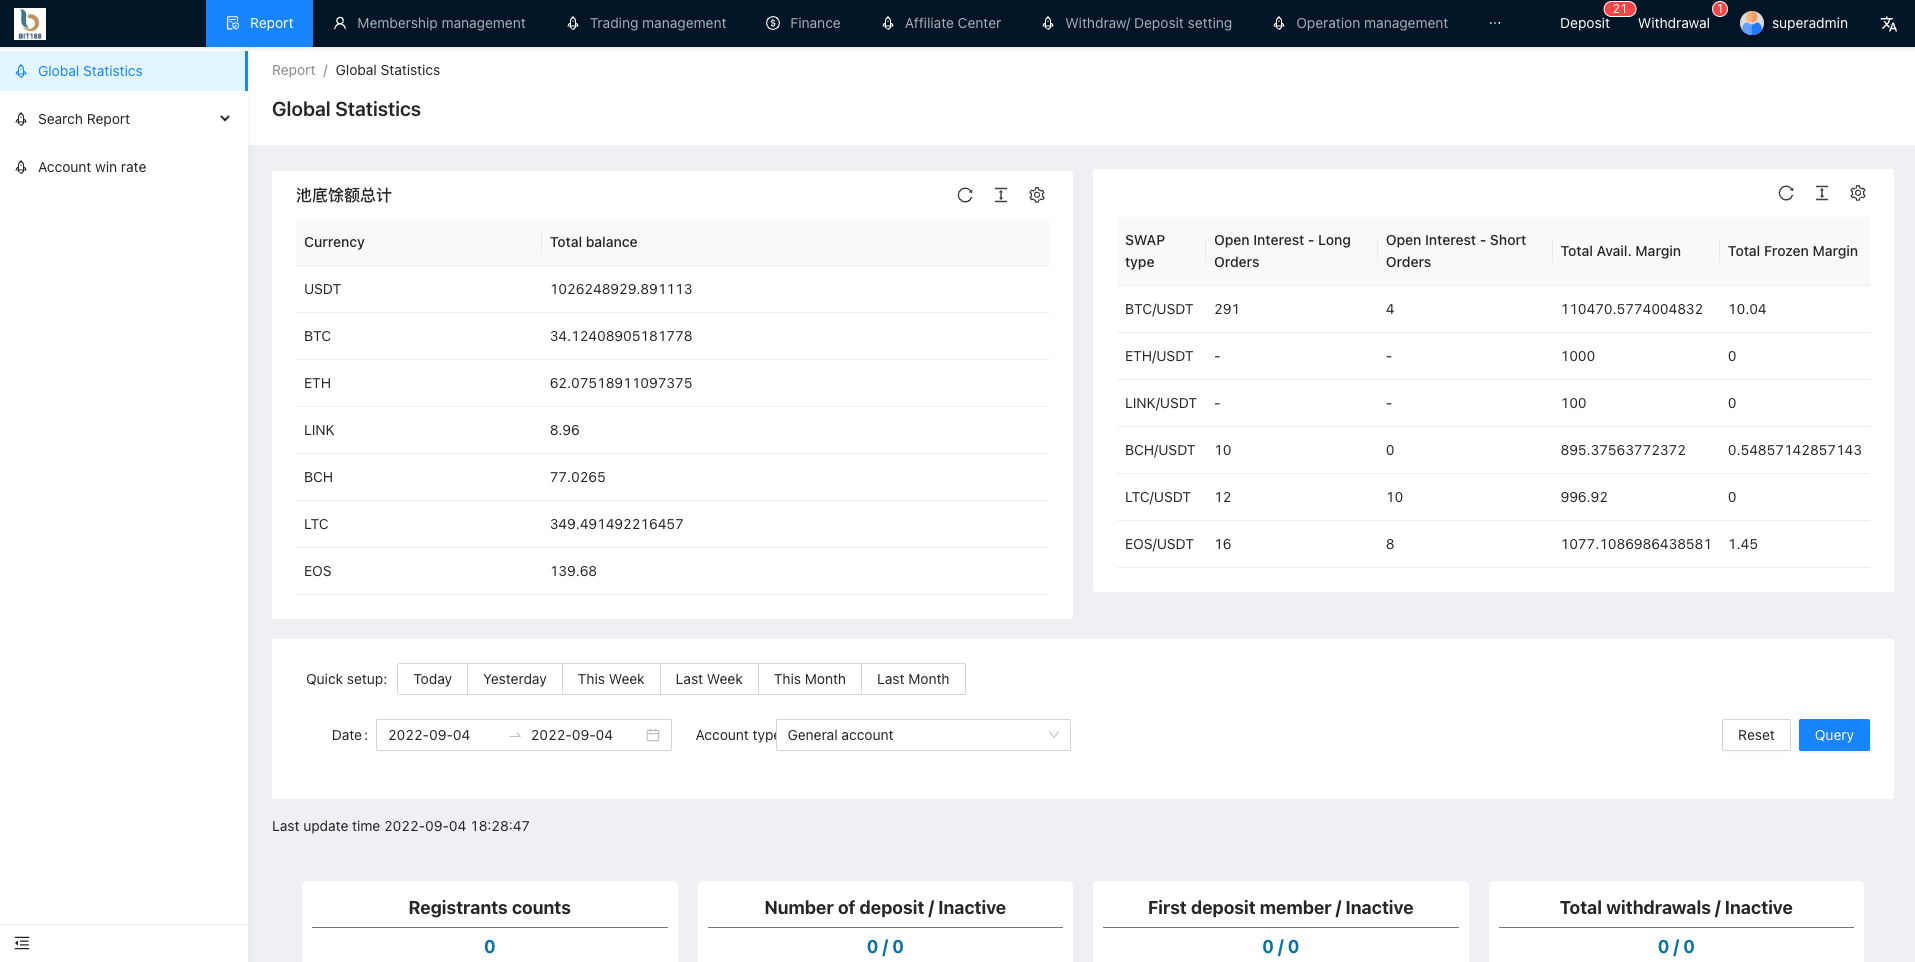 BIT188
Report
Membership management
Trading management
Finance
Affiliate Center
Withdraw/ Deposit setting
Operation management
···
Deposit 21
Withdrawal 1
superadmin
Global Statistics
Search Report
Account win rate
Report / Global Statistics
Global Statistics
池底馀额总计
Currency Total balance
USDT 1026248929.891113
BTC 34.12408905181778
ETH 62.07518911097375
LINK 8.96
BCH 77.0265
LTC 349.491492216457
EOS 139.68
SWAP type Open Interest - Long Orders Open Interest - Short Orders Total Avail. Margin Total Frozen Margin
BTC/USDT 291 4 110470.5774004832 10.04
ETH/USDT - - 1000 0
LINK/USDT - - 100 0
BCH/USDT 10 0 895.37563772372 0.54857142857143
LTC/USDT 12 10 996.92 0
EOS/USDT 16 8 1077.1086986438581 1.45
Quick setup: Today Yesterday This Week Last Week This Month Last Month
Date : 2022-09-04 → 2022-09-04 Account type General account Reset Query
Last update time 2022-09-04 18:28:47
Registrants counts
0
Number of deposit / Inactive
0 / 0
First deposit member / Inactive
0 / 0
Total withdrawals / Inactive
0 / 0